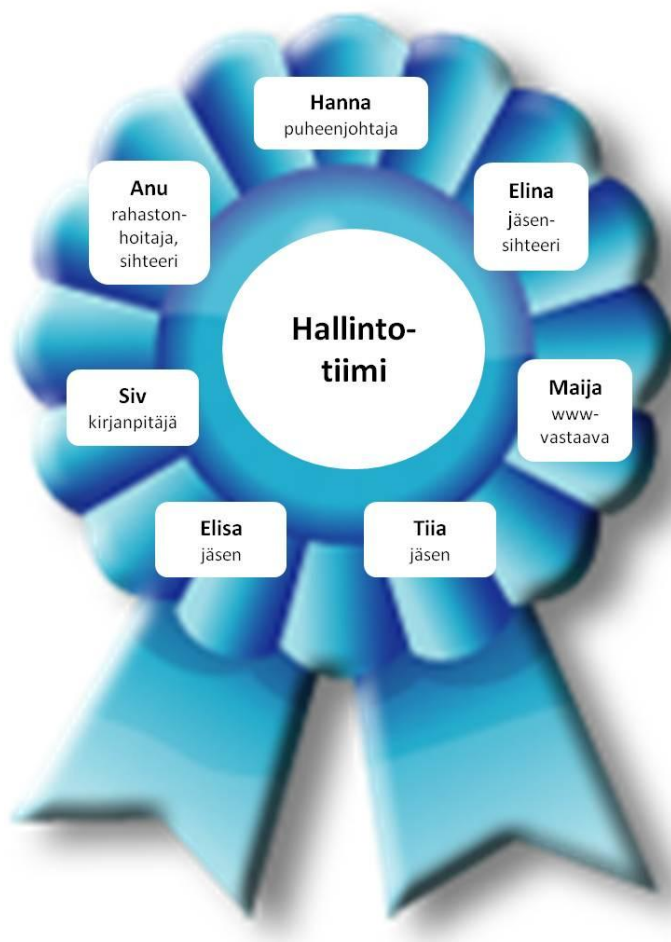 Hanna
puheenjohtaja
Anu
rahaston-
hoitaja,
sihteeri
Elina
jäsen-
sihteeri
Hallinto-
tiimi
Siv
kirjanpitäjä
Maija
www-
vastaava
Elisa
jäsen
Tiia
jäsen